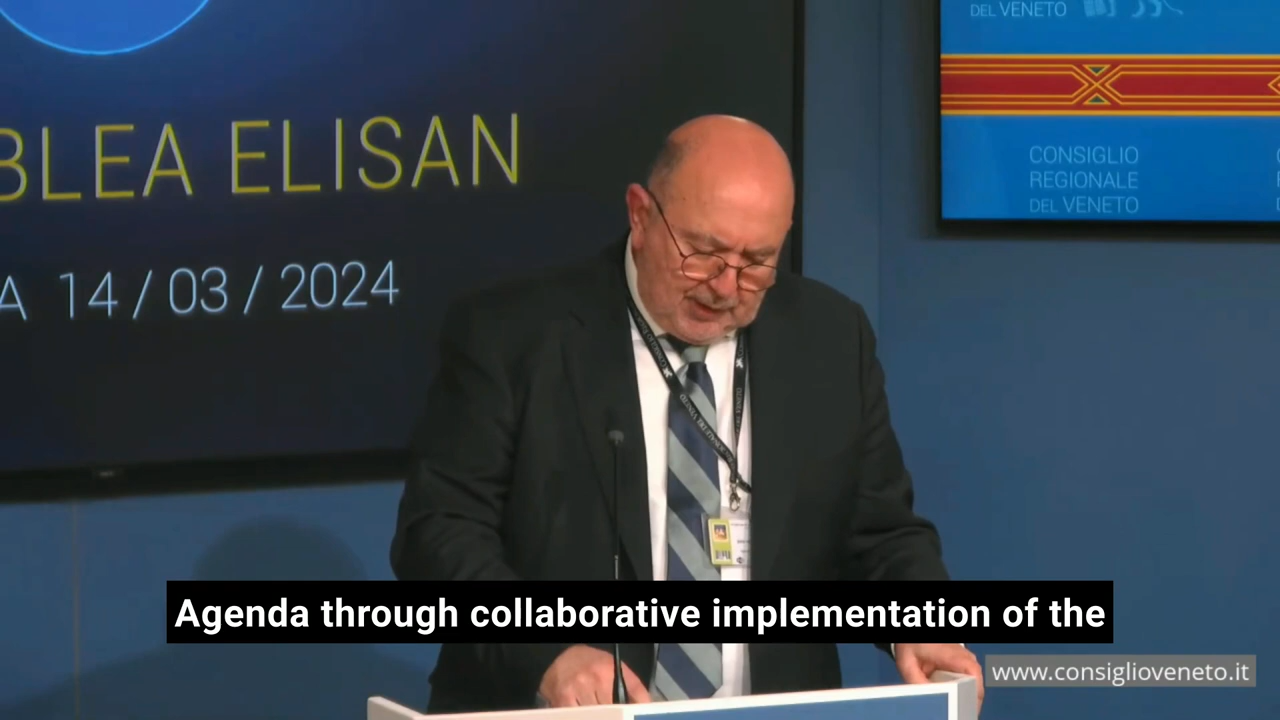 BLEA ELISAN
A 14/03/2024
DEL VENETO
CONSIGLIO
REGIONALE
DEL VENETO
Agenda through collaborative implementation of the
www.consiglioveneto.it